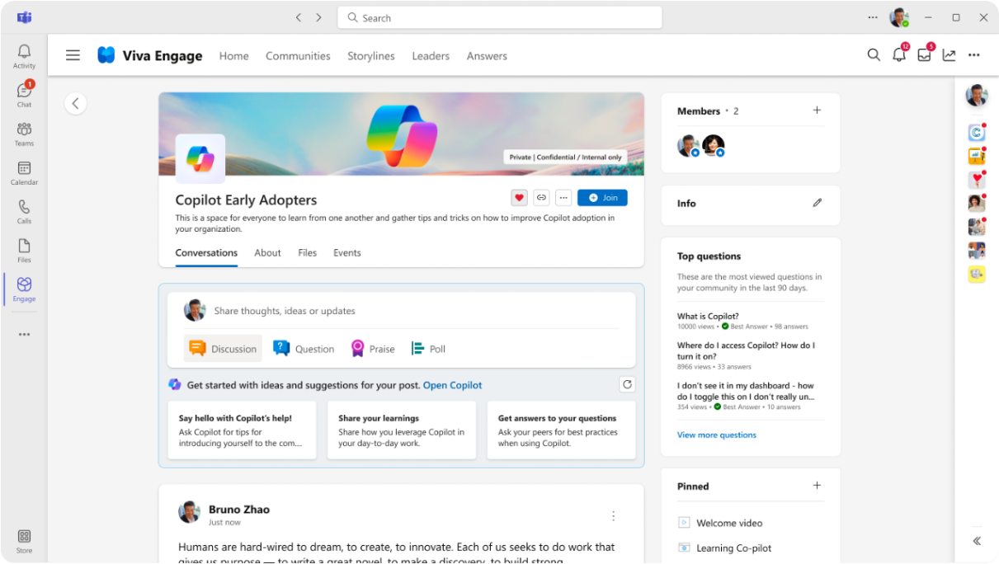 Search
Viva Engage
Home
Communities
Storylines
Leaders
Answers
12
5
Activity
1
Chat
Teams
Calendar
Calls
Files
Engage
Store
Private | Confidential / Internal only
Copilot Early Adopters
Join
This is a space for everyone to learn from one another and gather tips and tricks on how to improve Copilot adoption in
your organization.
Conversations
About
Files
Events
Share thoughts, ideas or updates
Discussion
Question
Praise
Poll
Get started with ideas and suggestions for your post. Open Copilot
Say hello with Copilot's help!
Ask Copilot for tips for
introducing yourself to the com...
Share your learnings
Share how you leverage Copilot in
your day-to-day work.
Get answers to your questions
Ask your peers for best practices
when using Copilot.
Bruno Zhao
Just now
Humans are hard-wired to dream, to create, to innovate. Each of us seeks to do work that
gives us purpose — to write a great novel, to make a discovery, to build strong
Members • 2
Info
Top questions
These are the most viewed questions in
your community in the last 90 days.
What is Copilot?
10000 views • Best Answer • 98 answers
Where do I access Copilot? How do I
turn it on?
8966 views • 33 answers
I don't see it in my dashboard - how
do I toggle this on I don't really un...
354 views • Best Answer • 10 answers
View more questions
Pinned
Welcome video
Learning Co-pilot